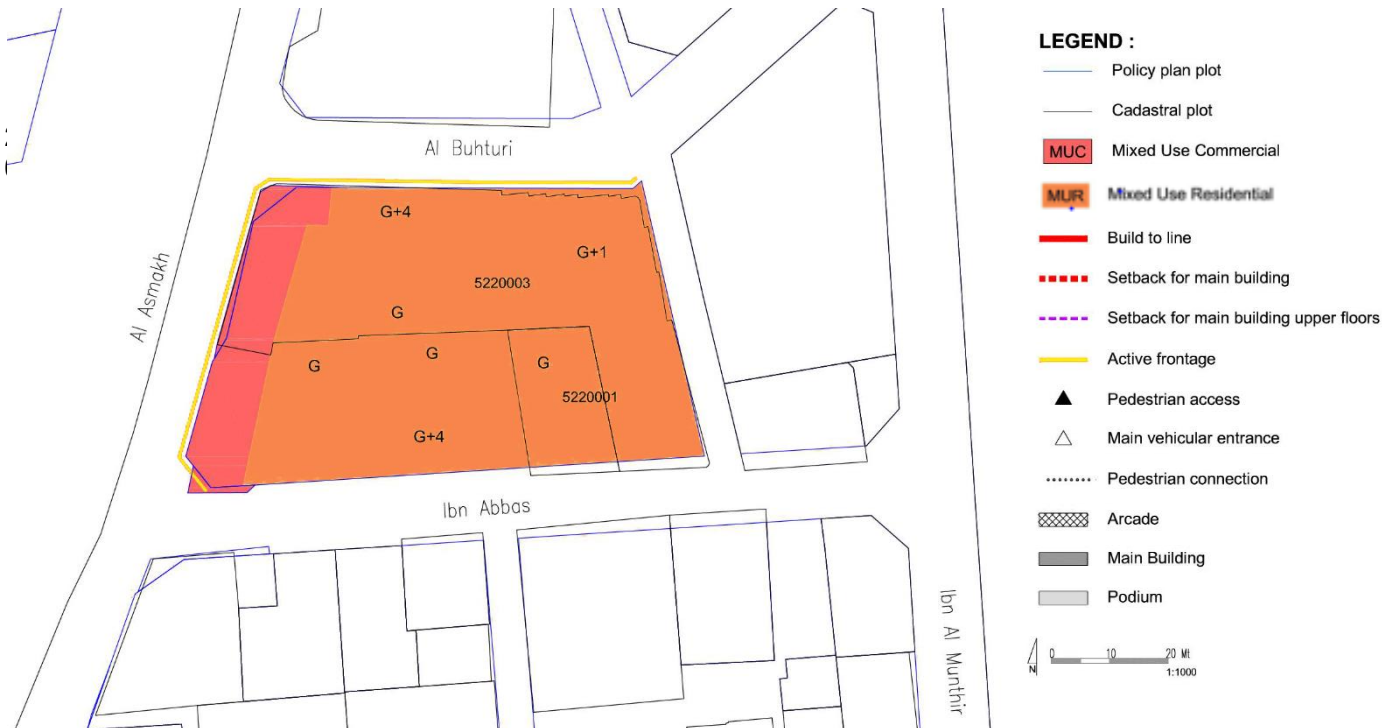 Al Buhturi
Al Asmakh
G+4
G+1
5220003
G
G
G
G
5220001
G+4
Ibn Abbas
Ibn Al Munthir
LEGEND :
Policy plan plot
Cadastral plot
MUC Mixed Use Commercial
MUR Mixed Use Residential
Build to line
Setback for main building
Setback for main building upper floors
Active frontage
Pedestrian access
Main vehicular entrance
Pedestrian connection
Arcade
Main Building
Podium
N
0 10 20 Mt
1:1000